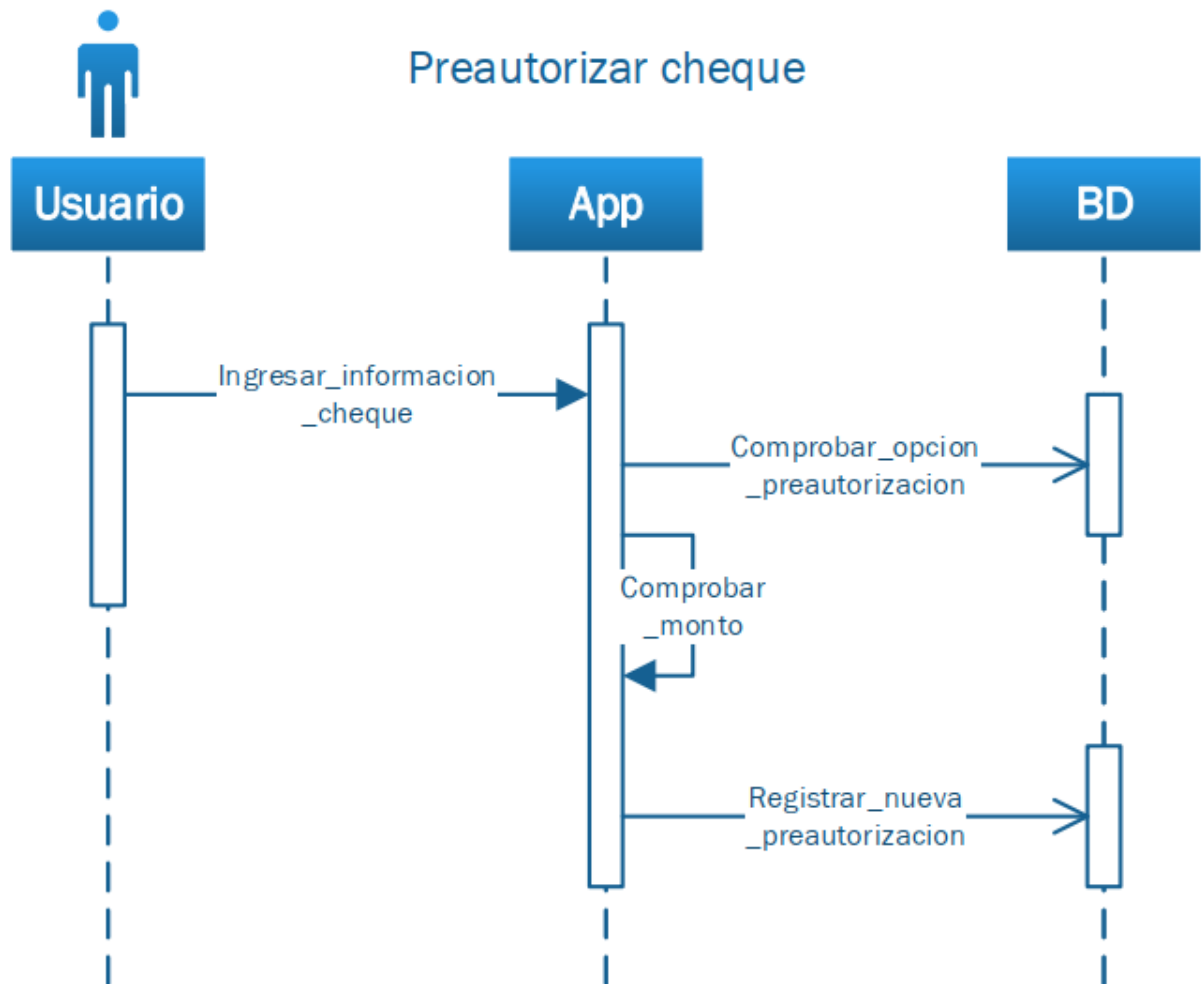 Preautorizar cheque
Usuario
App
BD
Ingresar_informacion
_cheque
Comprobar_opcion
_preautorizacion
Comprobar
_monto
Registrar_nueva
_preautorizacion